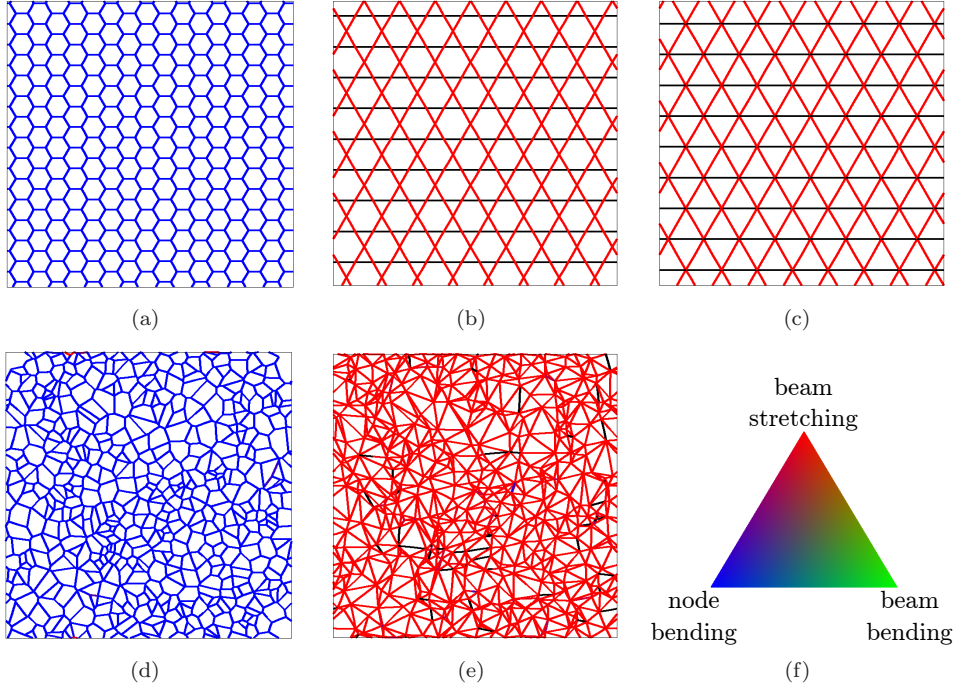 (a)
(b)
(c)
beam
stretching
node
beam
bending
bending
(d)
(e)
(f)